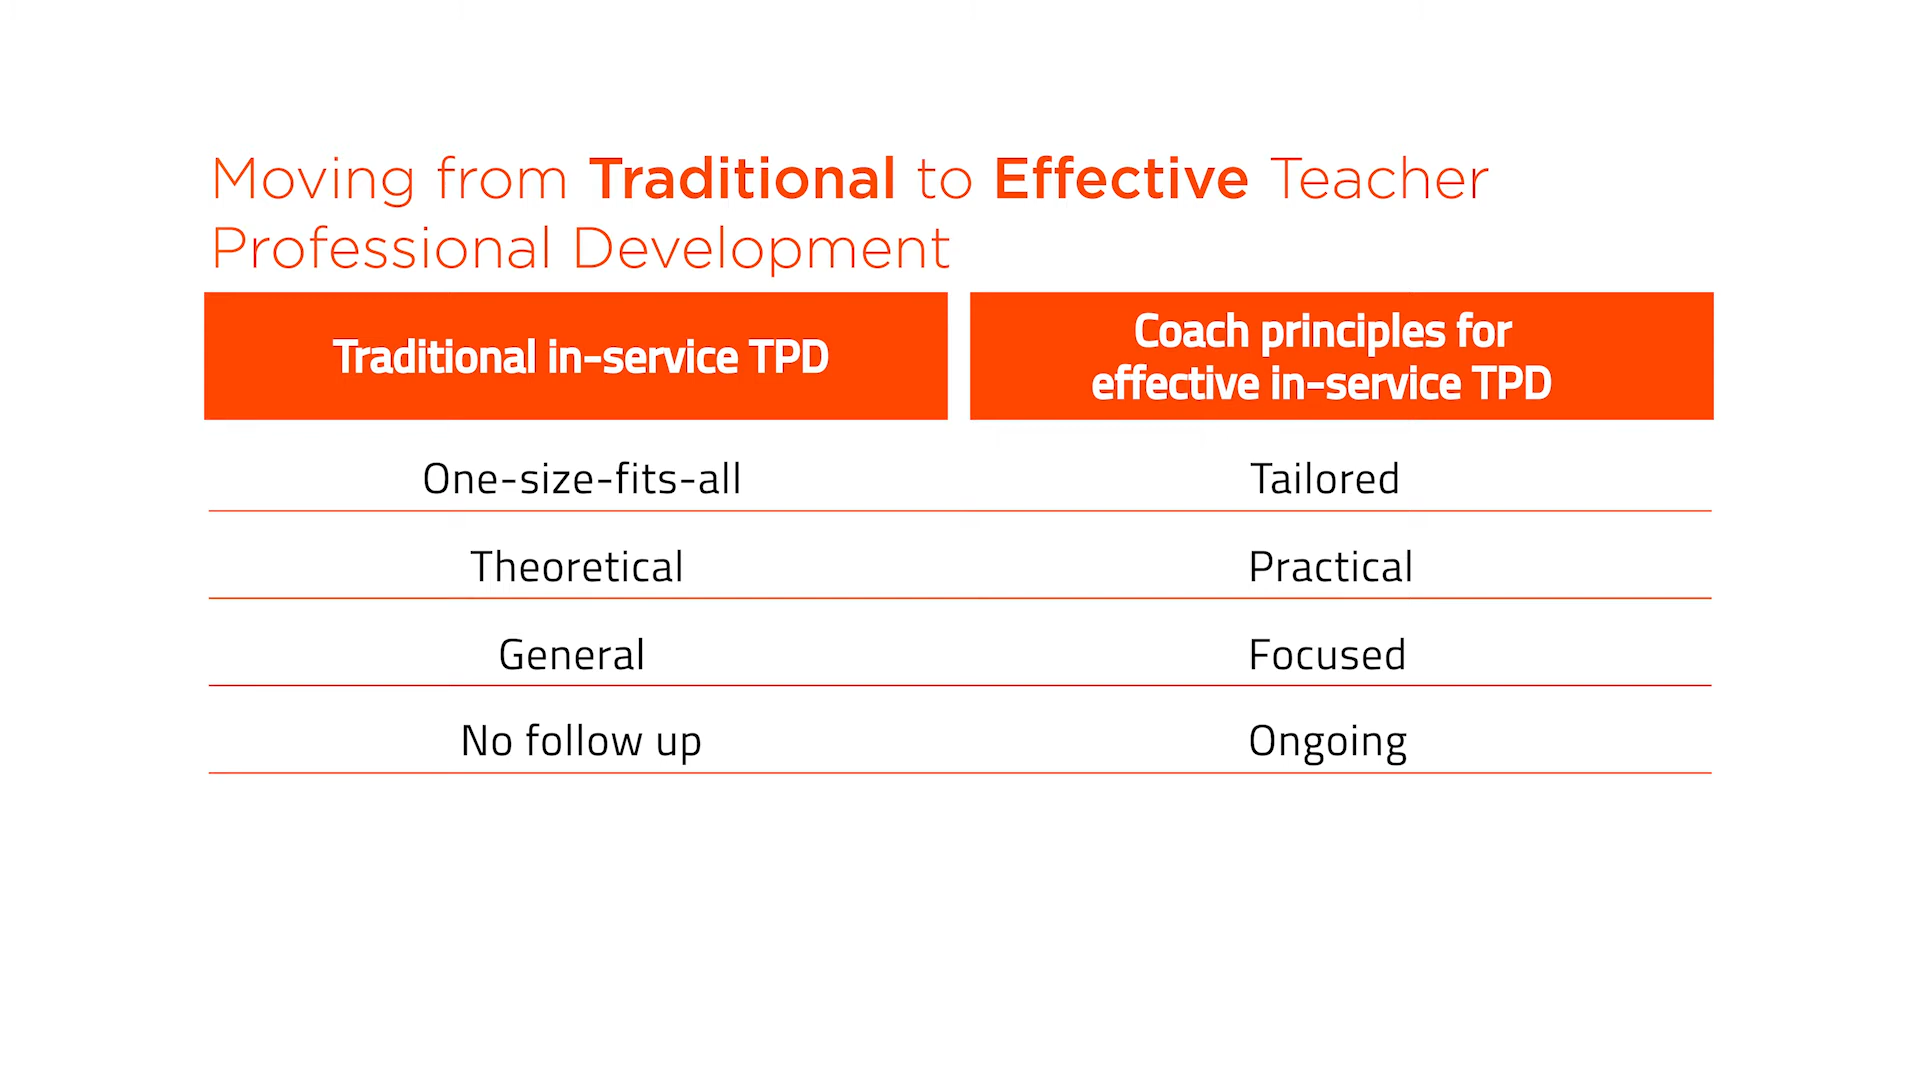 Moving from Traditional to Effective Teacher
Professional Development
Traditional in-service TPD
Coach principles for
effective in-service TPD
One-size-fits-all
Tailored
Theoretical
Practical
General
Focused
No follow up
Ongoing